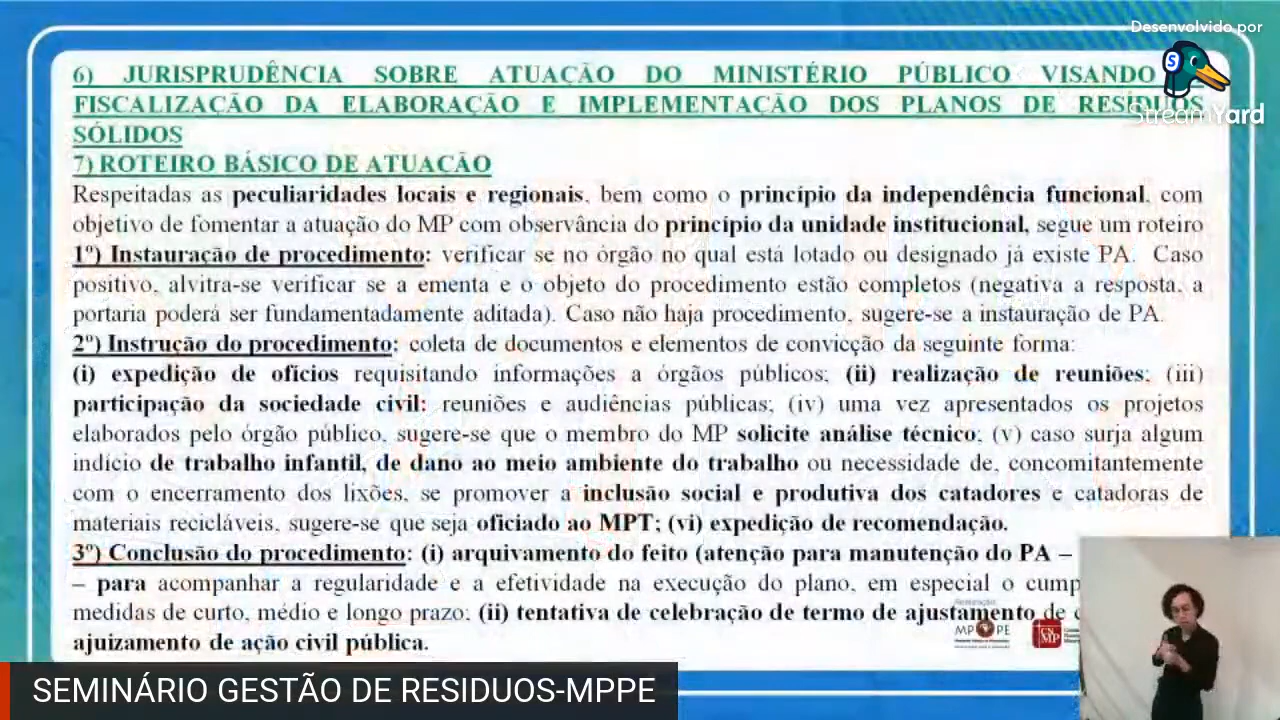 Desenvolvido por
StreamYard
6) JURISPRUDÊNCIA SOBRE ATUAÇÃO DO MINISTÉRIO PÚBLICO VISANDO
FISCALIZAÇÃO DA ELABORAÇÃO E IMPLEMENTAÇÃO DOS PLANOS DE RESÍDUOS
SÓLIDOS
7) ROTEIRO BÁSICO DE ATUAÇÃO
Respeitadas as peculiaridades locais e regionais, bem como o princípio da independência funcional, com
objetivo de fomentar a atuação do MP com observância do princípio da unidade institucional, segue um roteiro
1º) Instauração de procedimento: verificar se no órgão no qual está lotado ou designado já existe PA. Caso
positivo, alvitra-se verificar se a ementa e o objeto do procedimento estão completos (negativa a resposta, a
portaria poderá ser fundamentadamente aditada). Caso não haja procedimento, sugere-se a instauração de PA.
2º) Instrução do procedimento: coleta de documentos e elementos de convicção da seguinte forma:
(i) expedição de ofícios requisitando informações a órgãos públicos; (ii) realização de reuniões; (iii)
participação da sociedade civil: reuniões e audiências públicas; (iv) uma vez apresentados os projetos
elaborados pelo órgão público, sugere-se que o membro do MP solicite análise técnico; (v) caso surja algum
indício de trabalho infantil, de dano ao meio ambiente do trabalho ou necessidade de, concomitantemente
com o encerramento dos lixões, se promover a inclusão social e produtiva dos catadores e catadoras de
materiais recicláveis, sugere-se que seja oficiado ao MPT; (vi) expedição de recomendação.
3º) Conclusão do procedimento: (i) arquivamento do feito (atenção para manutenção do PA –
– para acompanhar a regularidade e a efetividade na execução do plano, em especial o cump
medidas de curto, médio e longo prazo; (ii) tentativa de celebração de termo de ajustamento de
ajuizamento de ação civil pública.
Realização
MP PE
CN
MP
SEMINÁRIO GESTÃO DE RESIDUOS-MPPE